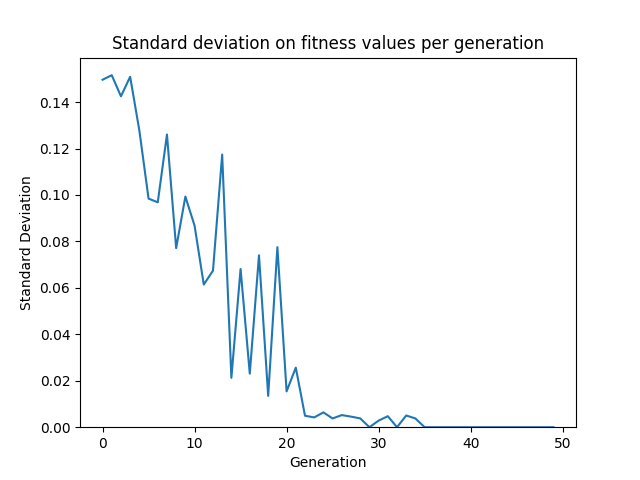 Standard deviation on fitness values per generation
0.14
0.12
0.10
0.08
0.06
0.04
0.02
0.00
Standard Deviation
0 10 20 30 40 50
Generation